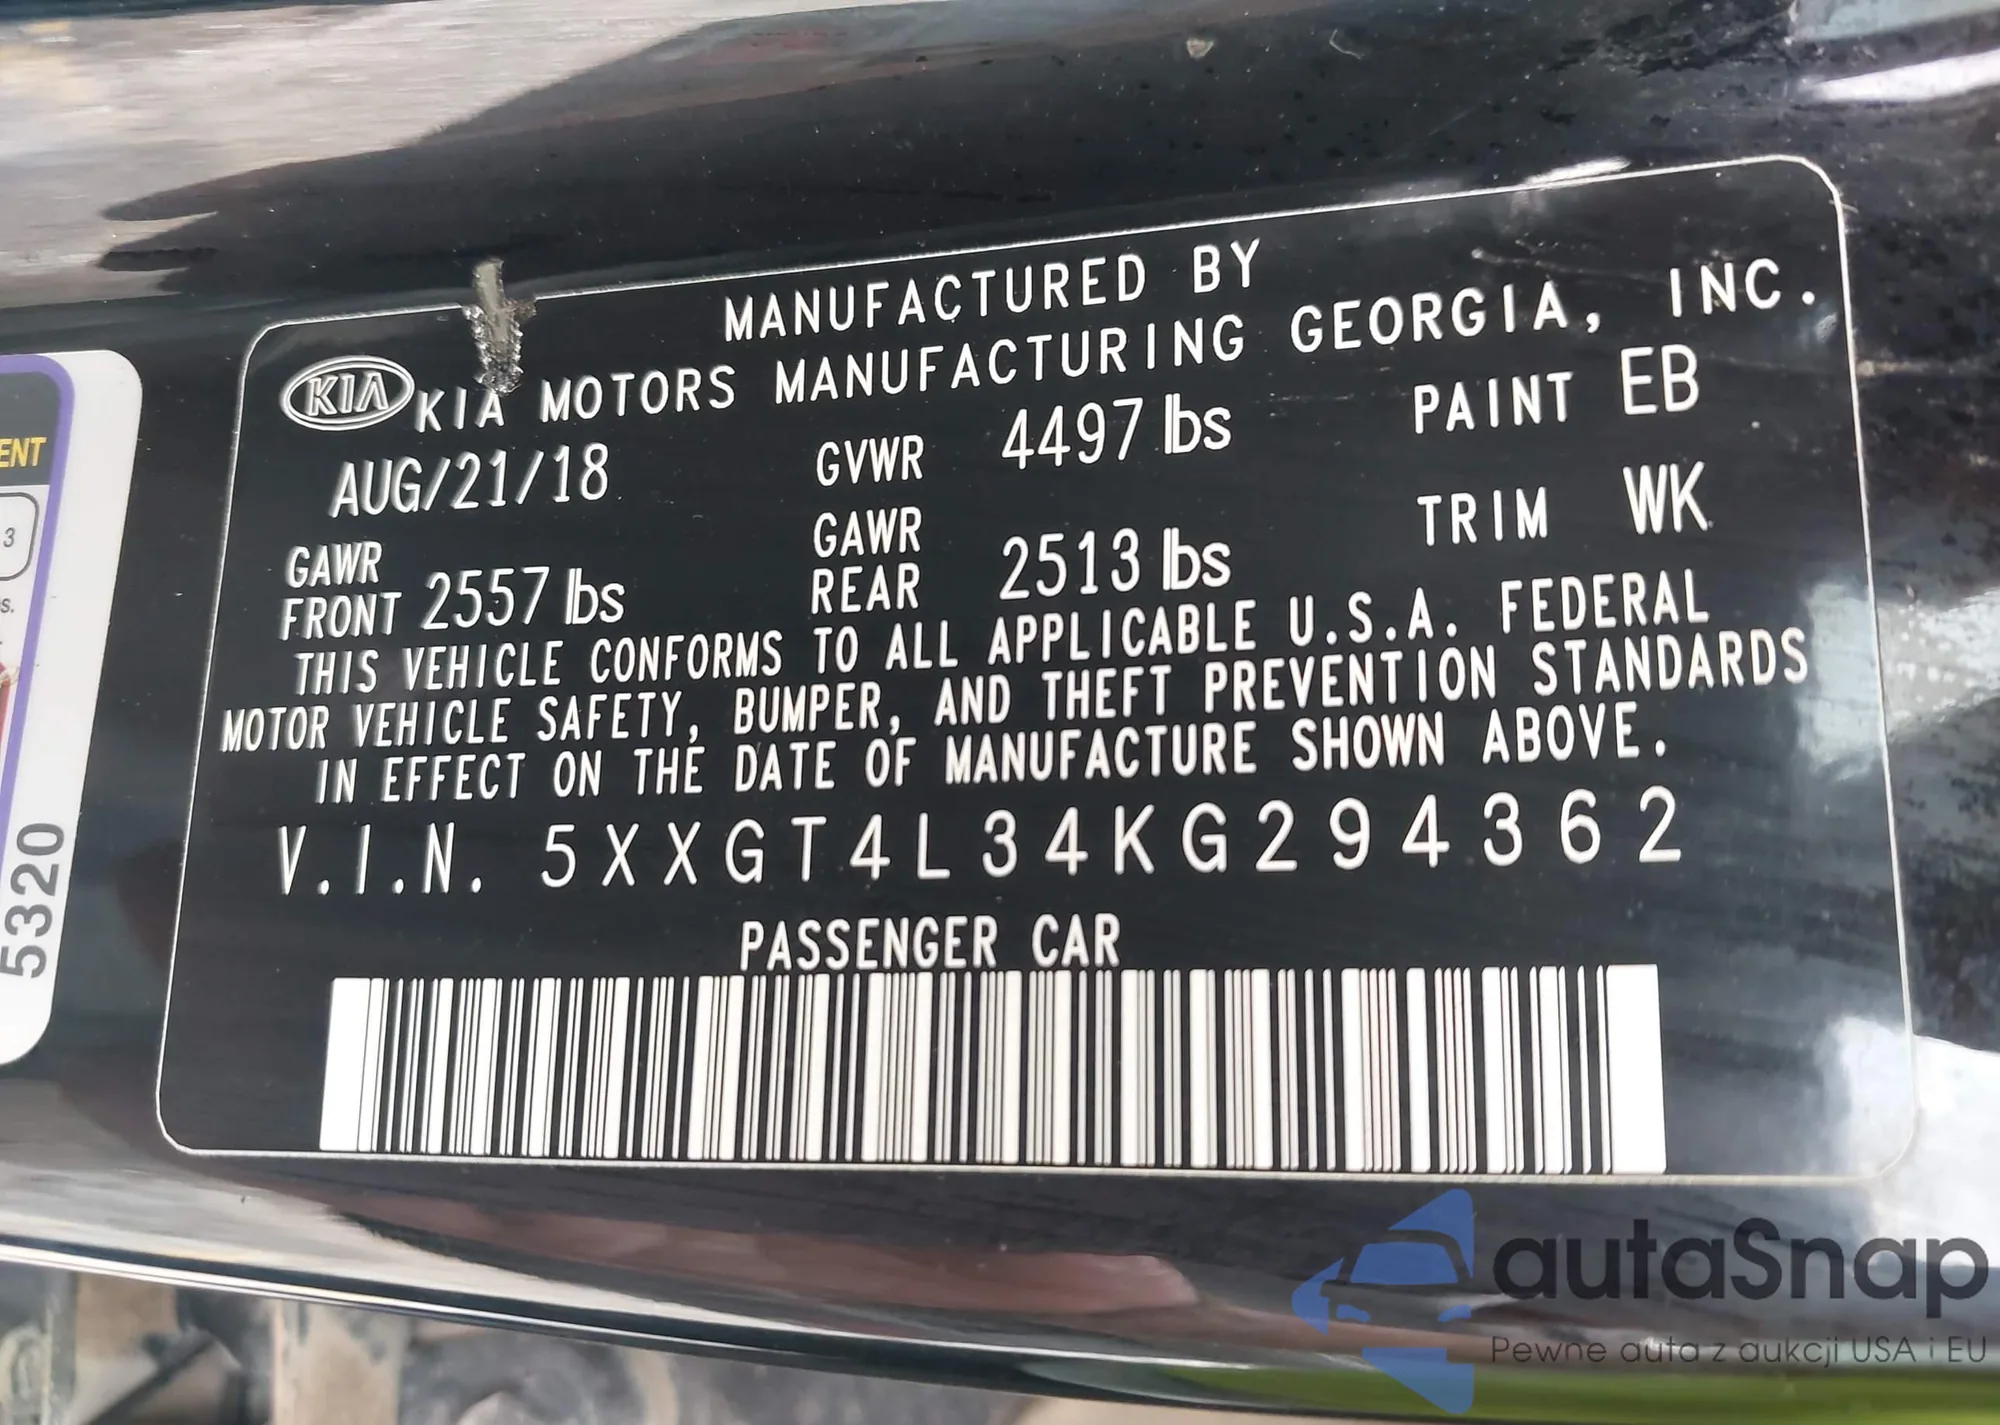 MANUFACTURED BY
KIA KIA MOTORS MANUFACTURING GEORGIA, INC.
AUG/21/18 GVWR 4497 lbs PAINT EB
GAWR FRONT 2557 lbs GAWR REAR 2513 lbs TRIM WK
THIS VEHICLE CONFORMS TO ALL APPLICABLE U.S.A. FEDERAL
MOTOR VEHICLE SAFETY, BUMPER, AND THEFT PREVENTION STANDARDS
IN EFFECT ON THE DATE OF MANUFACTURE SHOWN ABOVE.
V.I.N. 5XXGT4L34KG294362
PASSENGER CAR
ENT
3
s.
5320
autaSnap
Pewne auta z aukcji USA i EU